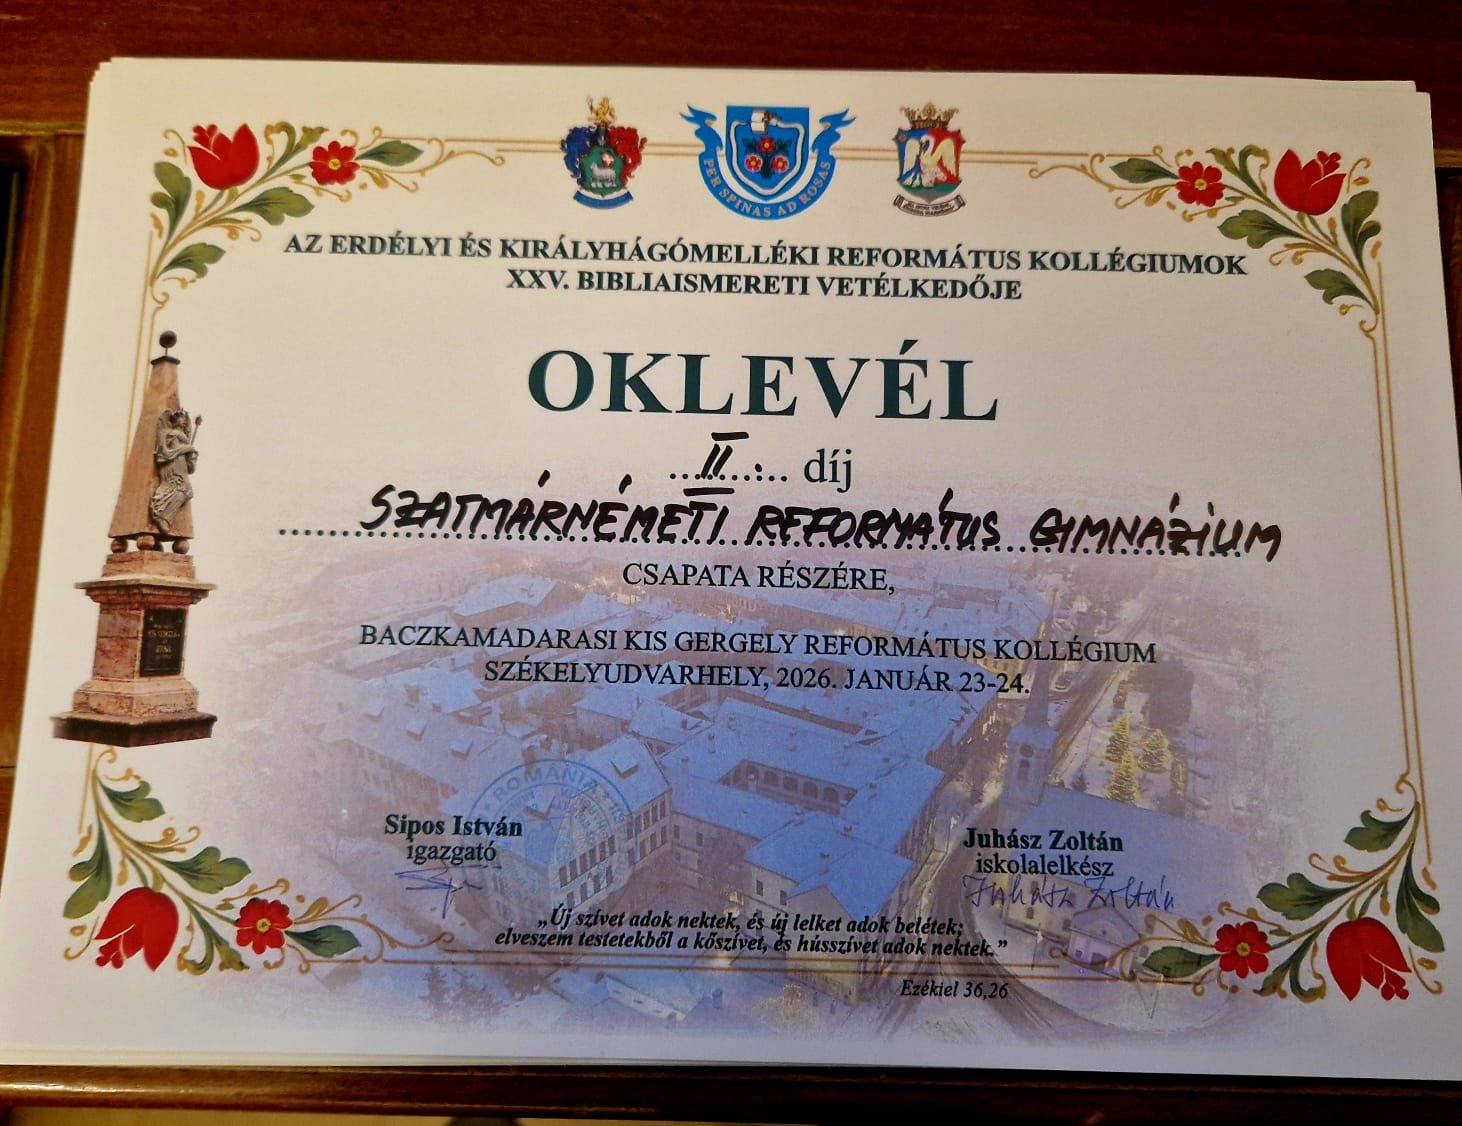 PER SPINAS AD ROSAS
AZ ERDÉLYI ÉS KIRÁLYHÁGÓMELLÉKI REFORMÁTUS KOLLÉGIUMOK
XXV. BIBLIAISMERETI VETÉLKEDŐJE
OKLEVÉL
...II..:.. díj
SZATMÁRNÉMETI REFORMÁTUS GIMNÁZIUM
CSAPATA RÉSZÉRE,
BACZKAMADARASI KIS GERGELY REFORMÁTUS KOLLÉGIUM
SZÉKELYUDVARHELY, 2026. JANUÁR 23-24.
ROMANIA
Sipos István
igazgató
Juhász Zoltán
iskolalelkész
Juhász Zoltán
„Új szívet adok nektek, és új lelket adok belétek;
elveszem testetekből a kőszívet, és hússzívet adok nektek.”
Ezékiel 36,26